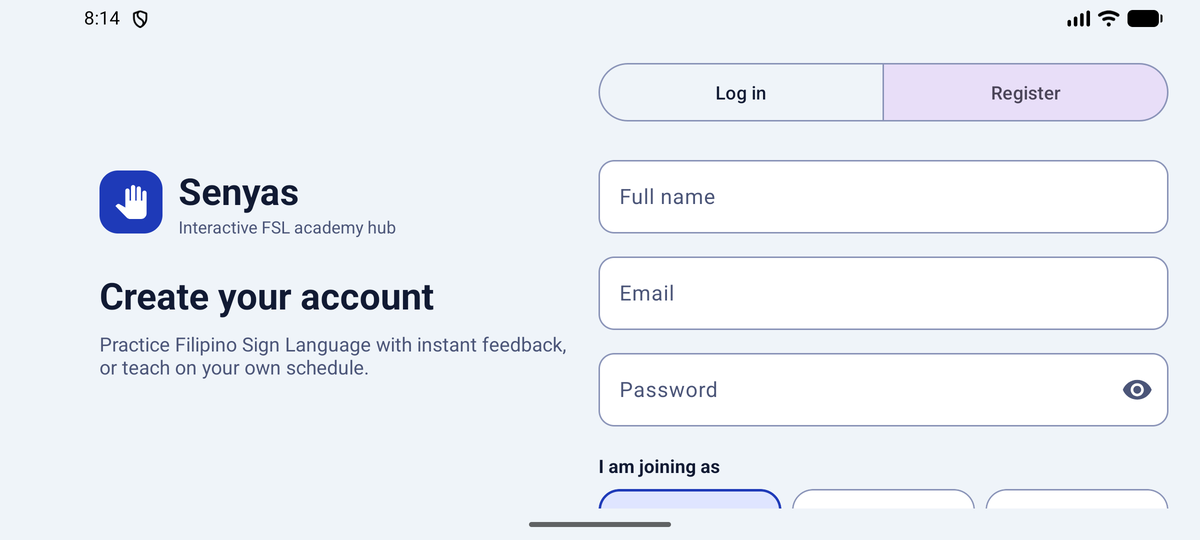 8:14
Log in
Register
Senyas
Interactive FSL academy hub
Create your account
Practice Filipino Sign Language with instant feedback,
or teach on your own schedule.
Full name
Email
Password
I am joining as